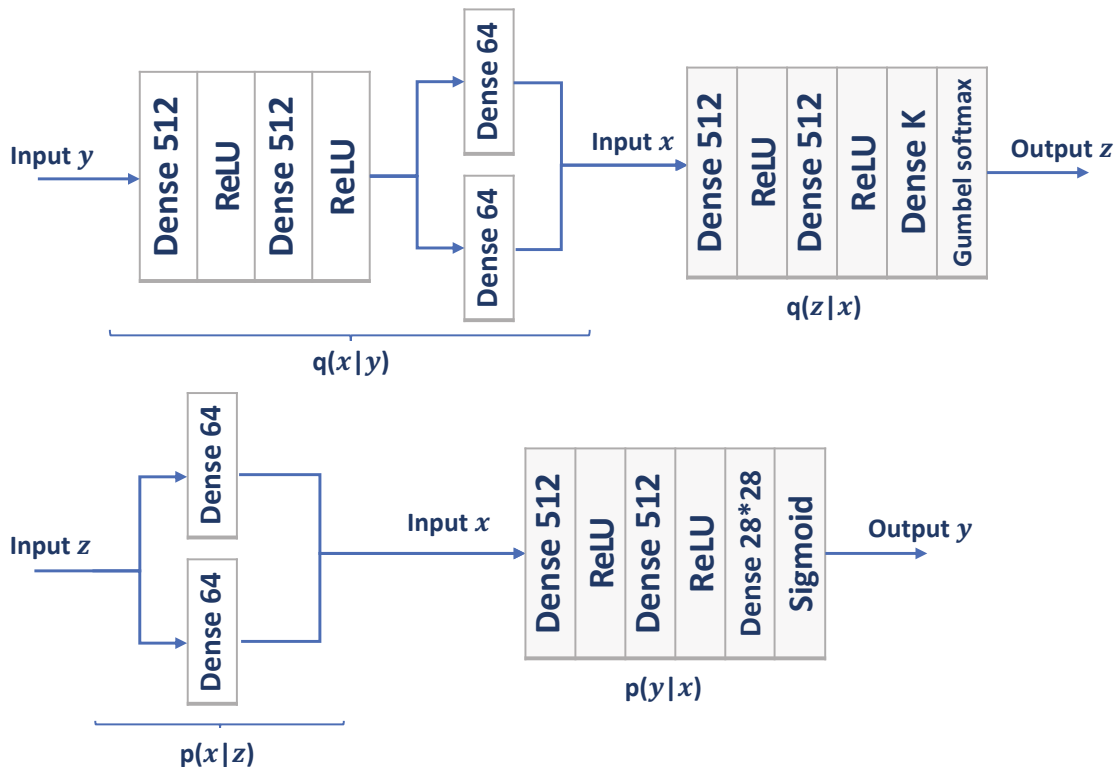 Input y
Dense 512
ReLU
Dense 512
ReLU
Dense 64
Dense 64
q(x|y)
Input x
Dense 512
ReLU
Dense 512
ReLU
Dense K
Gumbel softmax
q(z|x)
Output z
Input z
Dense 64
Dense 64
p(x|z)
Input x
Dense 512
ReLU
Dense 512
ReLU
Dense 28*28
Sigmoid
p(y|x)
Output y